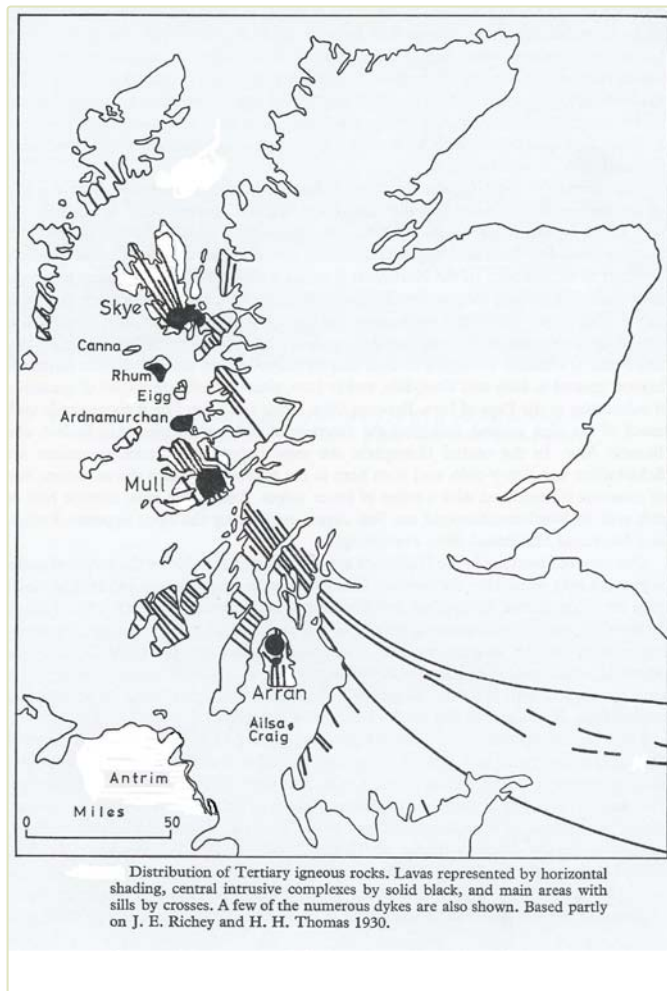 Skye
Canna
Rhum
Eigg
Ardnamurchan
Mull
Arran
Ailsa
Craig
Antrim
Miles
0 50
Distribution of Tertiary igneous rocks. Lavas represented by horizontal
shading, central intrusive complexes by solid black, and main areas with
sills by crosses. A few of the numerous dykes are also shown. Based partly
on J. E. Richey and H. H. Thomas 1930.